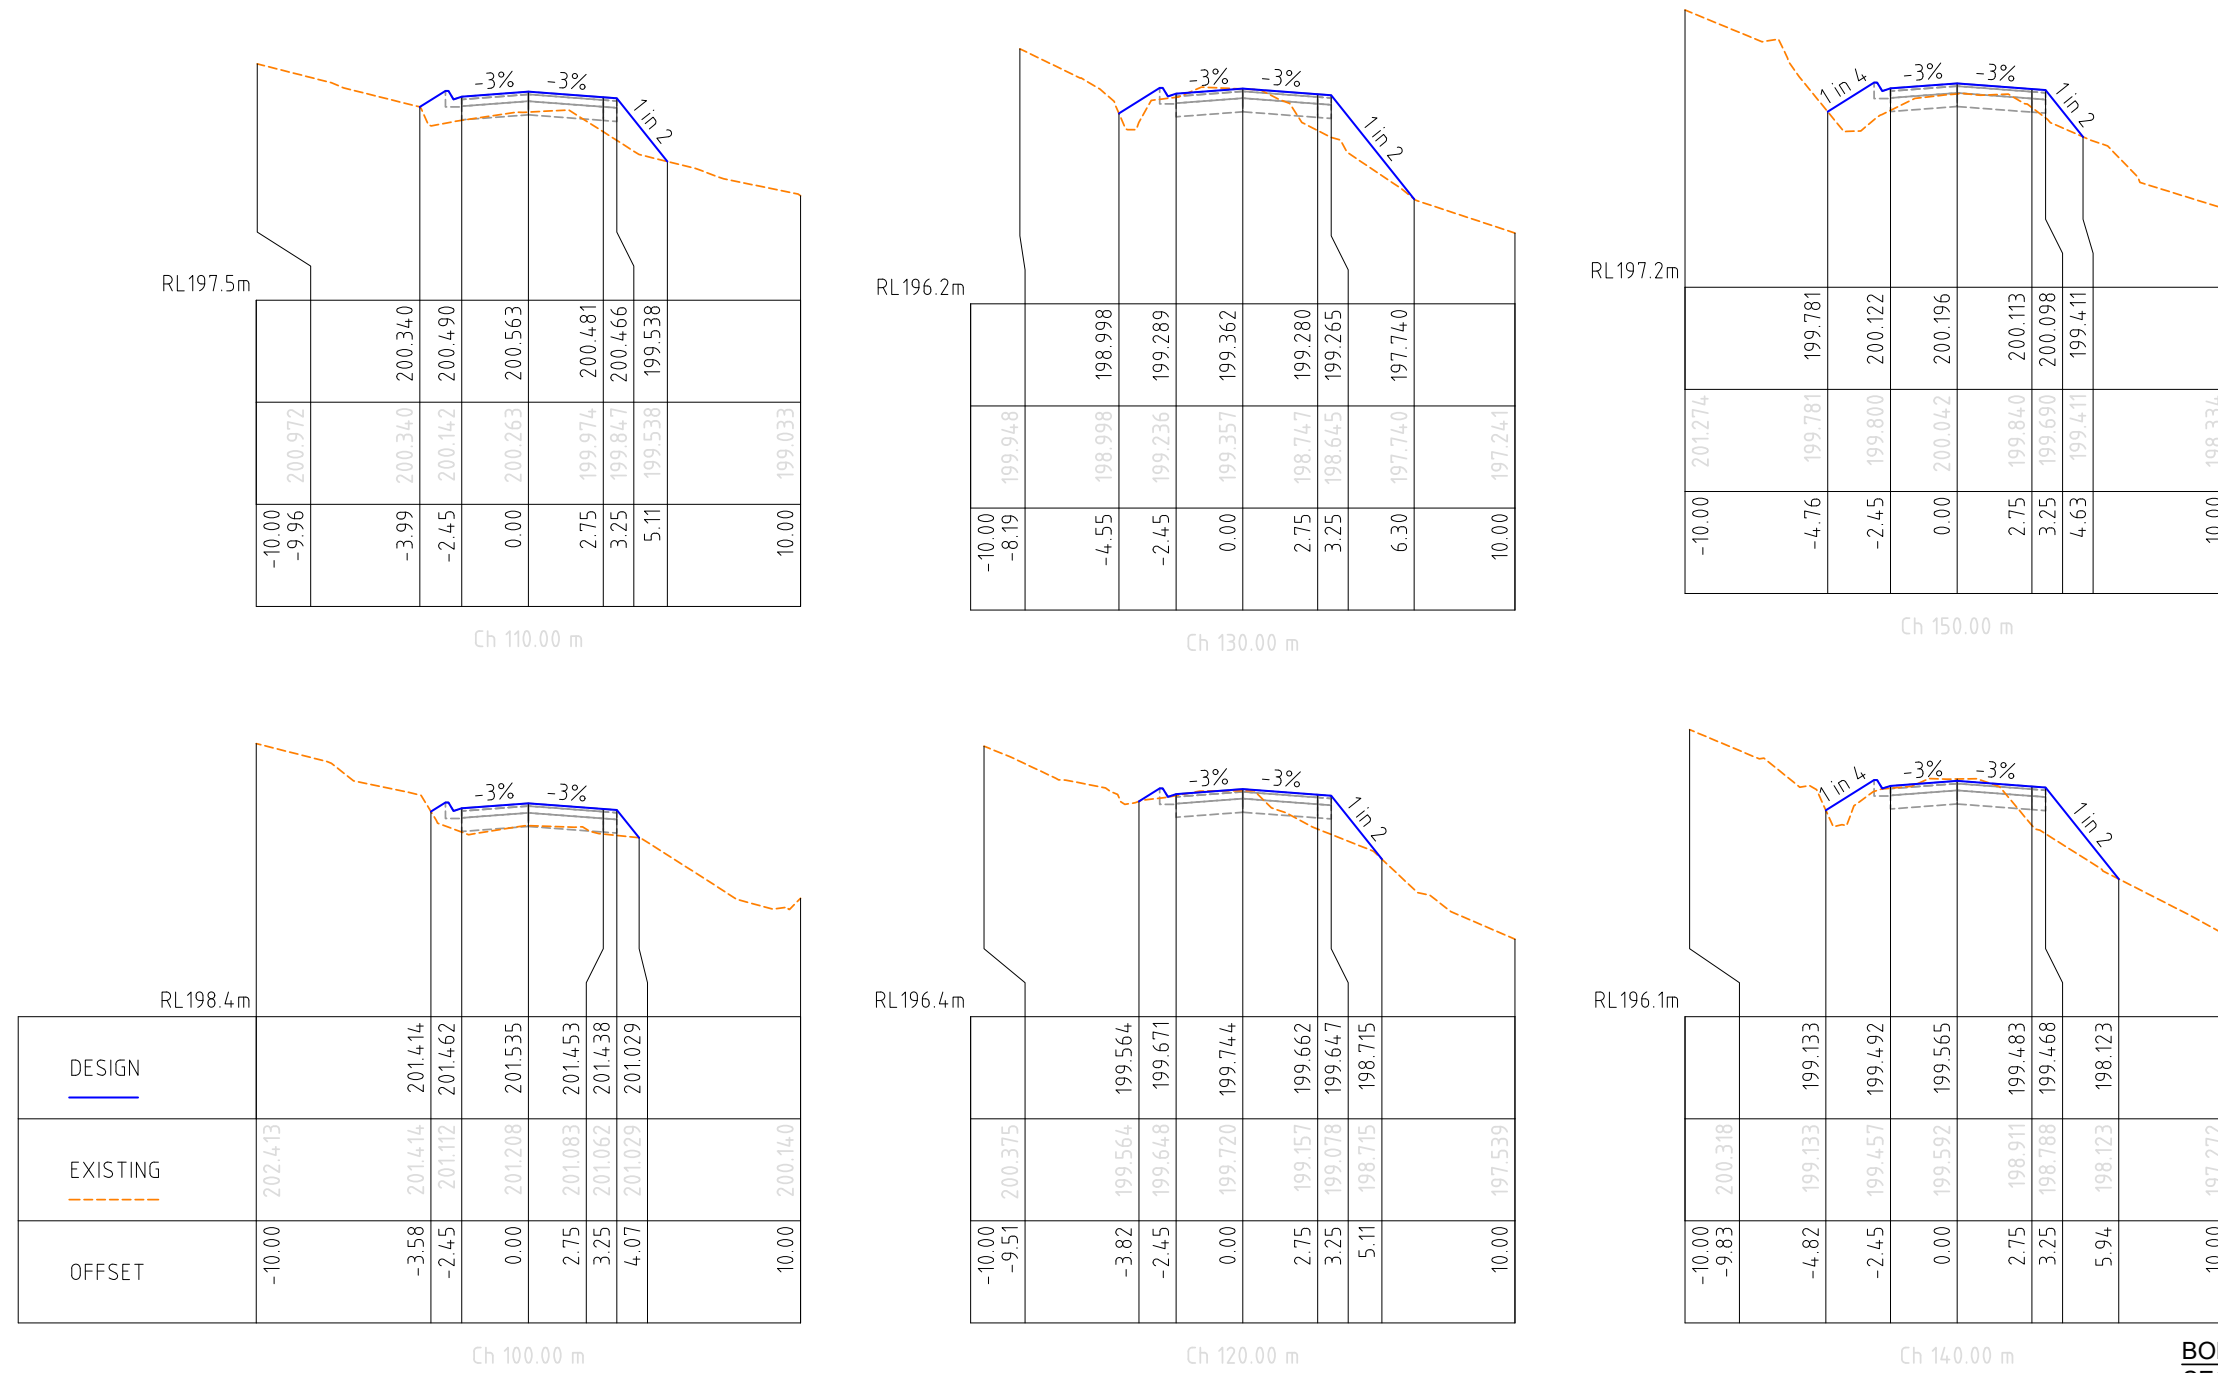 -3% -3%
1 in 2
RL197.5m
200.340 200.490 200.563 200.481 200.466 199.538
200.972 200.340 200.142 200.263 199.974 199.847 199.538 199.033
-10.00 -9.96 -3.99 -2.45 0.00 2.75 3.25 5.11 10.00
Ch 110.00 m
-3% -3%
1 in 2
RL196.2m
198.998 199.289 199.362 199.280 199.265 197.740
199.948 198.998 199.236 199.357 198.747 198.645 197.740 197.241
-10.00 -8.19 -4.55 -2.45 0.00 2.75 3.25 6.30 10.00
Ch 130.00 m
1 in 4 -3% -3%
1 in 2
RL197.2m
199.781 200.122 200.196 200.113 200.098 199.411
201.274 199.781 199.800 200.042 199.840 199.690 199.411 198.334
-10.00 -4.76 -2.45 0.00 2.75 3.25 4.63 10.00
Ch 150.00 m
-3% -3%
RL198.4m
DESIGN 201.414 201.462 201.535 201.453 201.438 201.029
EXISTING 202.413 201.414 201.112 201.208 201.083 201.062 201.029 200.140
OFFSET -10.00 -3.58 -2.45 0.00 2.75 3.25 4.07 10.00
Ch 100.00 m
-3% -3%
1 in 2
RL196.4m
199.564 199.671 199.744 199.662 199.647 198.715
200.375 199.564 199.648 199.720 199.157 199.078 198.715 197.539
-10.00 -9.51 -3.82 -2.45 0.00 2.75 3.25 5.11 10.00
Ch 120.00 m
1 in 4 -3% -3%
1 in 2
RL196.1m
199.133 199.492 199.565 199.483 199.468 198.123
200.318 199.133 199.457 199.592 198.911 198.788 198.123 197.272
-10.00 -9.83 -4.82 -2.45 0.00 2.75 3.25 5.94 10.00
Ch 140.00 m